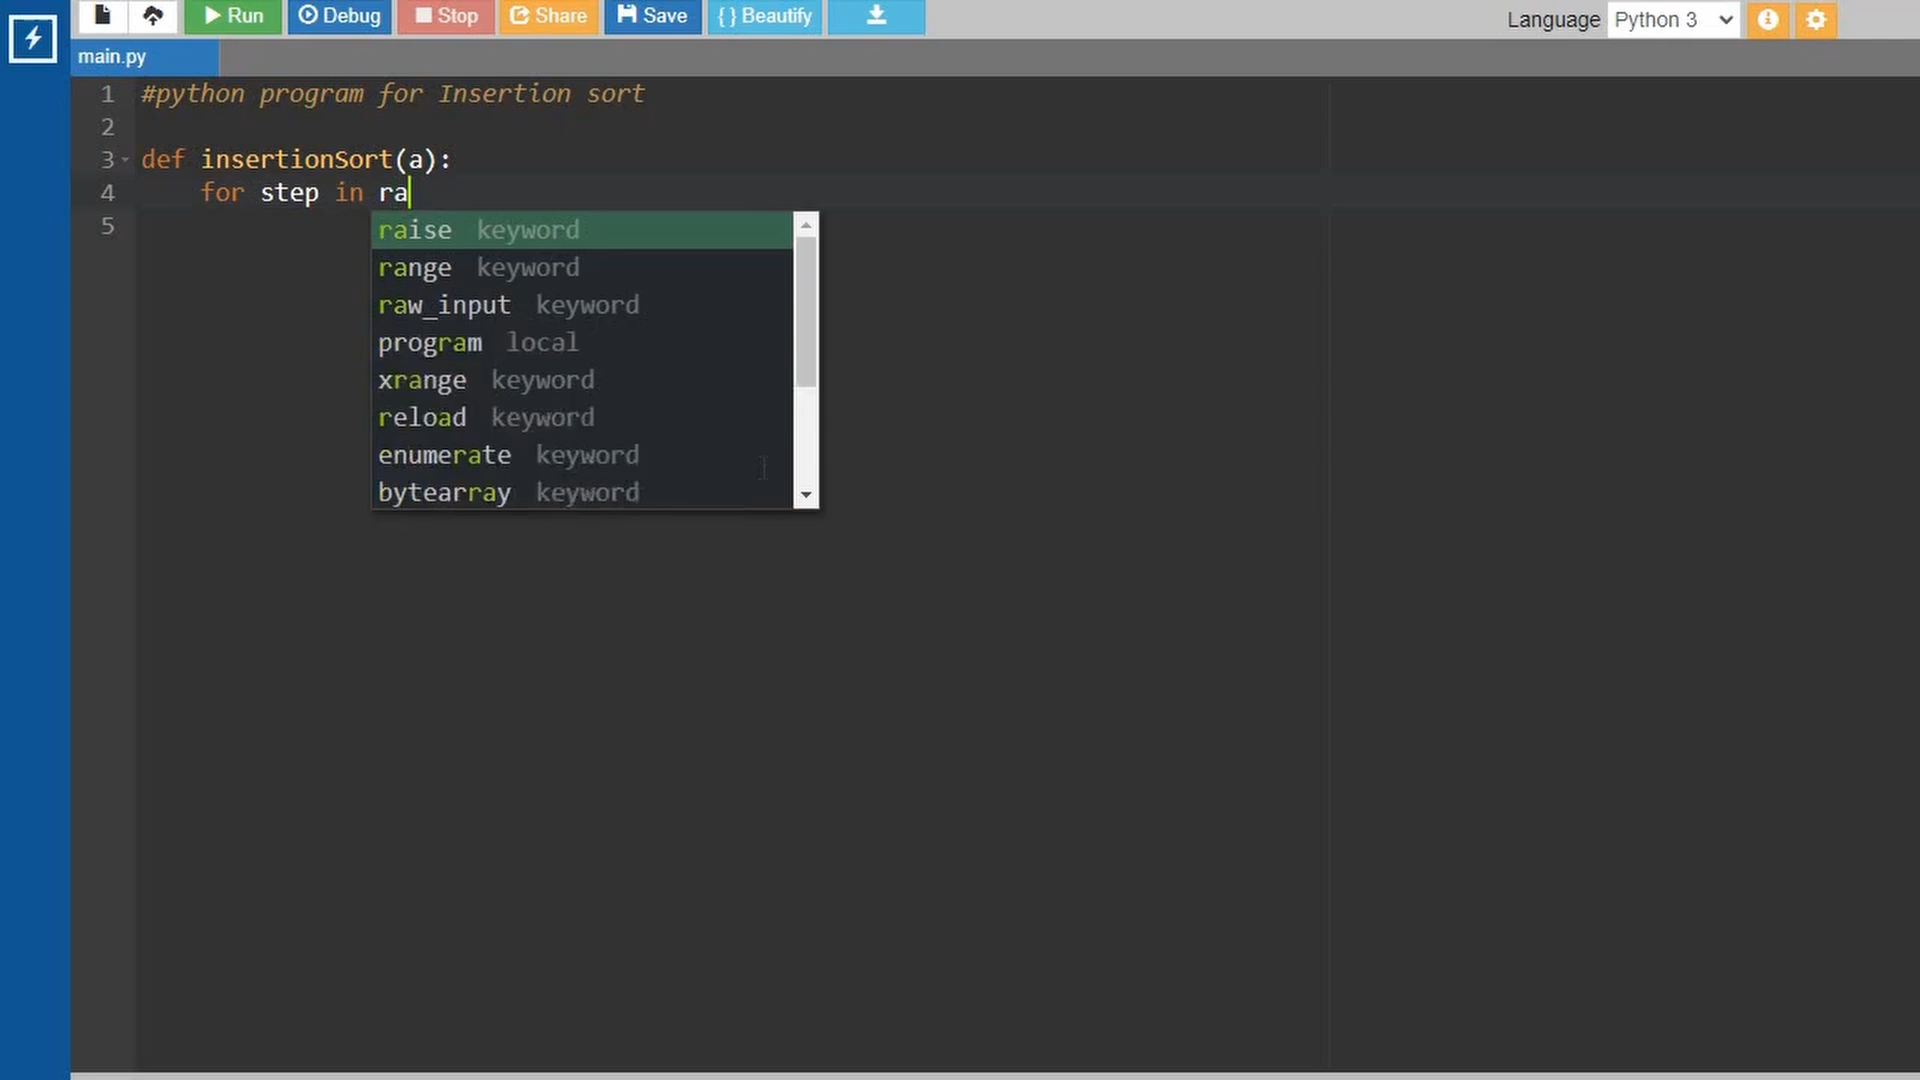 Run Debug Stop Share Save { } Beautify Language Python 3
main.py
1 #python program for Insertion sort
2
3 def insertionSort(a):
4 for step in ra
5
raise keyword
range keyword
raw_input keyword
program local
xrange keyword
reload keyword
enumerate keyword
bytearray keyword